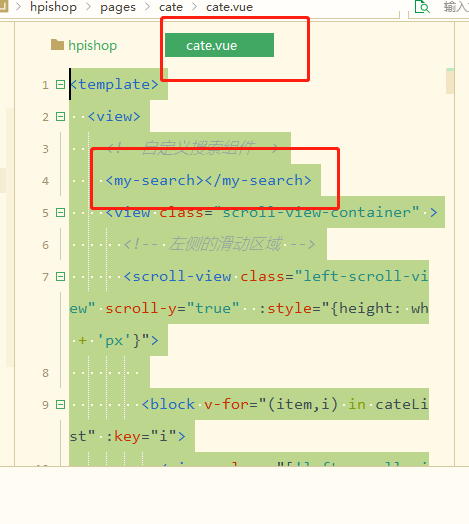 hpishop > pages > cate > cate.vue 输入
hpishop cate.vue
1 <template>
2 <view>
3 <!-- 自定义搜索组件 -->
4 <my-search></my-search>
5 <view class="scroll-view-container" >
6 <!-- 左侧的滑动区域 -->
7 <scroll-view class="left-scroll-vi
ew" scroll-y="true" :style="{height: wh
+ 'px'}">
8
9 <block v-for="(item,i) in cateLi
st" :key="i">